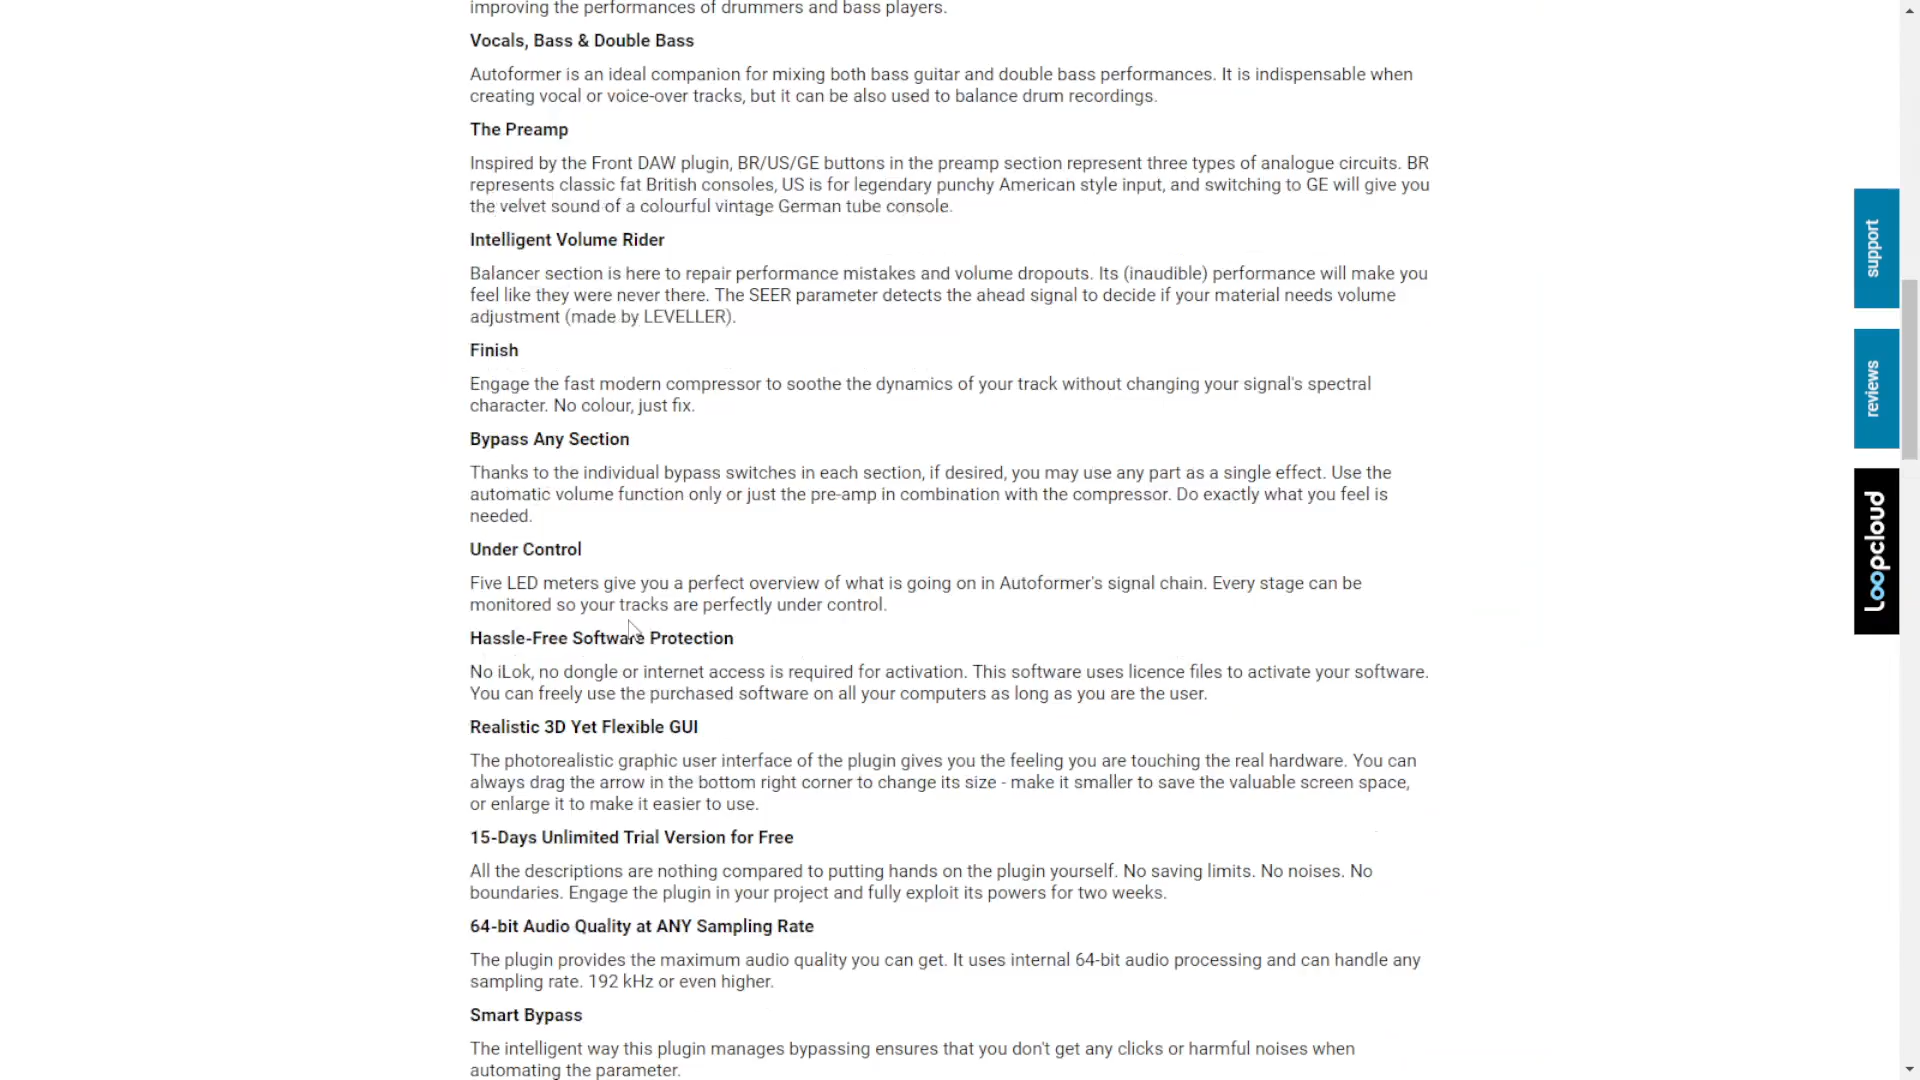 improving the performances of drummers and bass players.
Vocals, Bass & Double Bass
Autoformer is an ideal companion for mixing both bass guitar and double bass performances. It is indispensable when
creating vocal or voice-over tracks, but it can be also used to balance drum recordings.
The Preamp
Inspired by the Front DAW plugin, BR/US/GE buttons in the preamp section represent three types of analogue circuits. BR
represents classic fat British consoles, US is for legendary punchy American style input, and switching to GE will give you
the velvet sound of a colourful vintage German tube console.
Intelligent Volume Rider
Balancer section is here to repair performance mistakes and volume dropouts. Its (inaudible) performance will make you
feel like they were never there. The SEER parameter detects the ahead signal to decide if your material needs volume
adjustment (made by LEVELLER).
Finish
Engage the fast modern compressor to soothe the dynamics of your track without changing your signal's spectral
character. No colour, just fix.
Bypass Any Section
Thanks to the individual bypass switches in each section, if desired, you may use any part as a single effect. Use the
automatic volume function only or just the pre-amp in combination with the compressor. Do exactly what you feel is
needed.
Under Control
Five LED meters give you a perfect overview of what is going on in Autoformer's signal chain. Every stage can be
monitored so your tracks are perfectly under control.
Hassle-Free Software Protection
No iLok, no dongle or internet access is required for activation. This software uses licence files to activate your software.
You can freely use the purchased software on all your computers as long as you are the user.
Realistic 3D Yet Flexible GUI
The photorealistic graphic user interface of the plugin gives you the feeling you are touching the real hardware. You can
always drag the arrow in the bottom right corner to change its size - make it smaller to save the valuable screen space,
or enlarge it to make it easier to use.
15-Days Unlimited Trial Version for Free
All the descriptions are nothing compared to putting hands on the plugin yourself. No saving limits. No noises. No
boundaries. Engage the plugin in your project and fully exploit its powers for two weeks.
64-bit Audio Quality at ANY Sampling Rate
The plugin provides the maximum audio quality you can get. It uses internal 64-bit audio processing and can handle any
sampling rate. 192 kHz or even higher.
Smart Bypass
The intelligent way this plugin manages bypassing ensures that you don't get any clicks or harmful noises when
automating the parameter.
support
reviews
Loopcloud